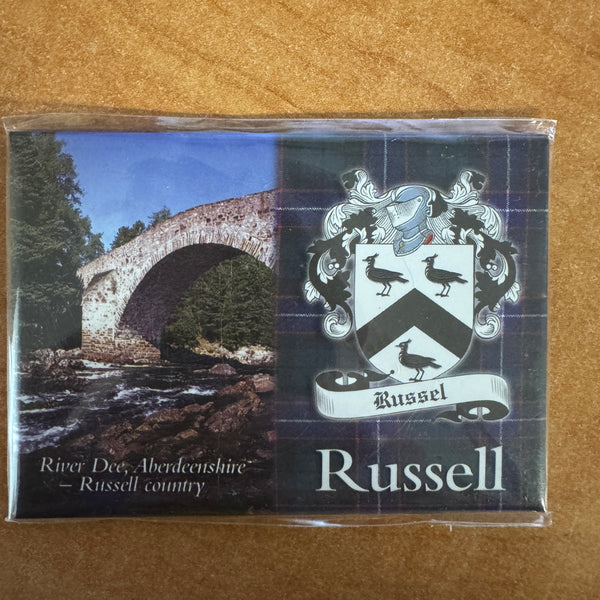 River Dee, Aberdeenshire
– Russell country
Russel
Russell